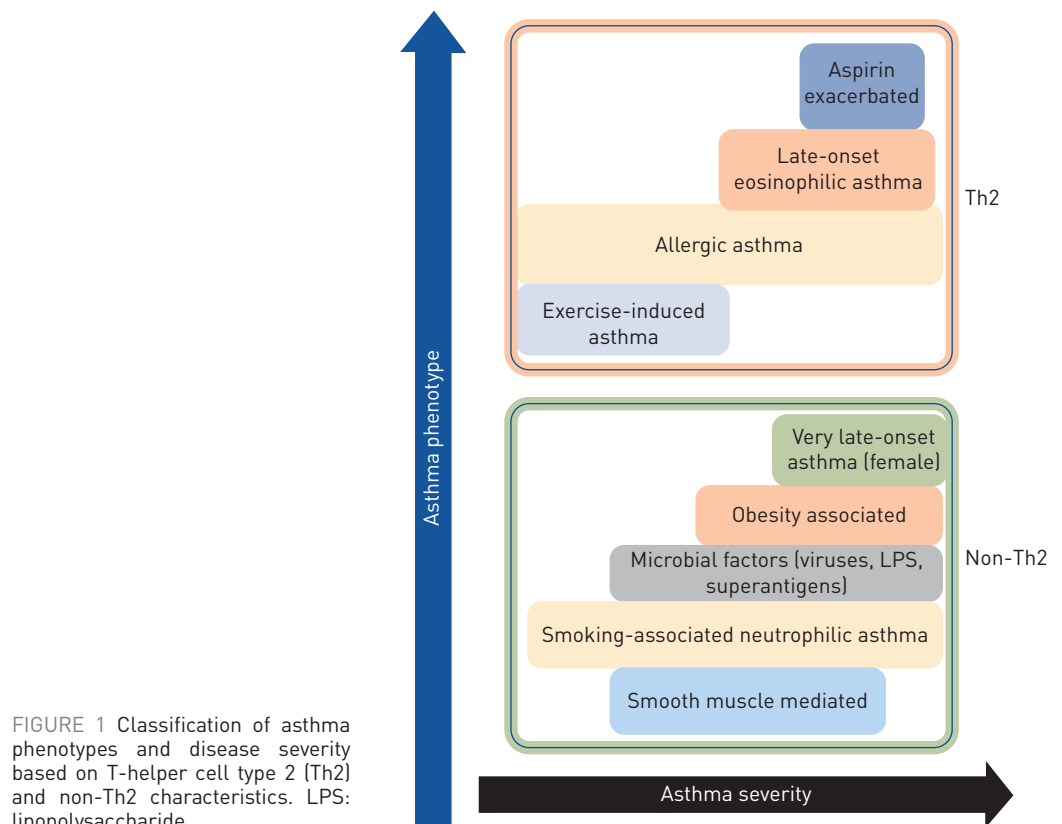 Aspirin
exacerbated
Late-onset
eosinophilic asthma
Th2
Allergic asthma
Exercise-induced
asthma
Asthma phenotype
Very late-onset
asthma (female)
Obesity associated
Microbial factors (viruses, LPS,
superantigens)
Non-Th2
Smoking-associated neutrophilic asthma
Smooth muscle mediated
Asthma severity
FIGURE 1 Classification of asthma
phenotypes and disease severity
based on T-helper cell type 2 (Th2)
and non-Th2 characteristics. LPS:
lipopolysaccharide